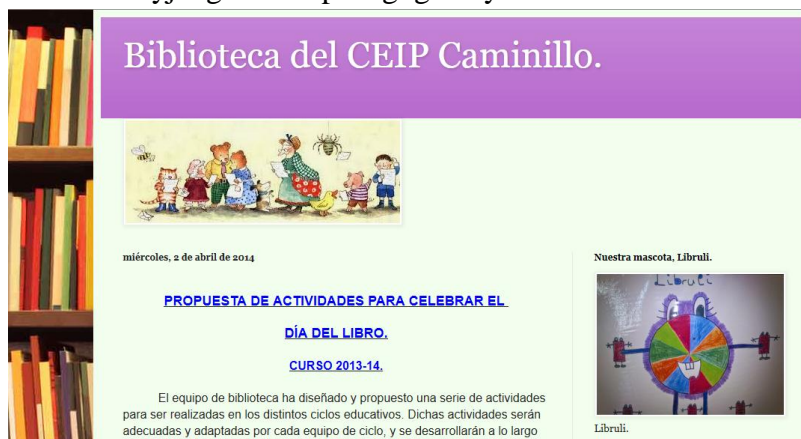 Biblioteca del CEIP Caminillo.
miércoles, 2 de abril de 2014
PROPUESTA DE ACTIVIDADES PARA CELEBRAR EL
DÍA DEL LIBRO.
CURSO 2013-14.
El equipo de biblioteca ha diseñado y propuesto una serie de actividades
para ser realizadas en los distintos ciclos educativos. Dichas actividades serán
adecuadas y adaptadas por cada equipo de ciclo, y se desarrollarán a lo largo
Nuestra mascota, Libruli.
Libruli
Libruli.